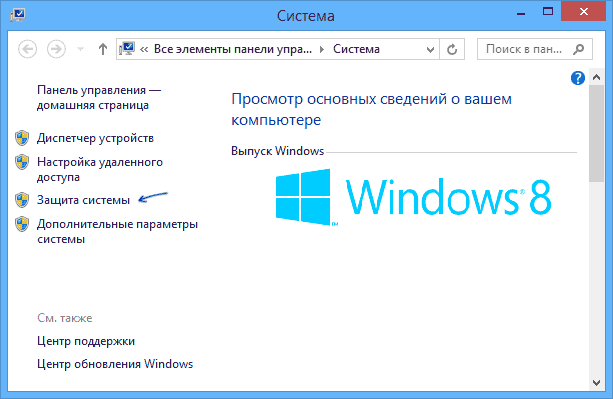 Система
Все элементы панели упра...
Система
Поиск в пан...
Панель управления —
домашняя страница
Диспетчер устройств
Настройка удаленного
доступа
Защита системы
Дополнительные параметры
системы
См. также
Центр поддержки
Центр обновления Windows
Просмотр основных сведений о вашем
компьютере
Выпуск Windows
Windows® 8
™